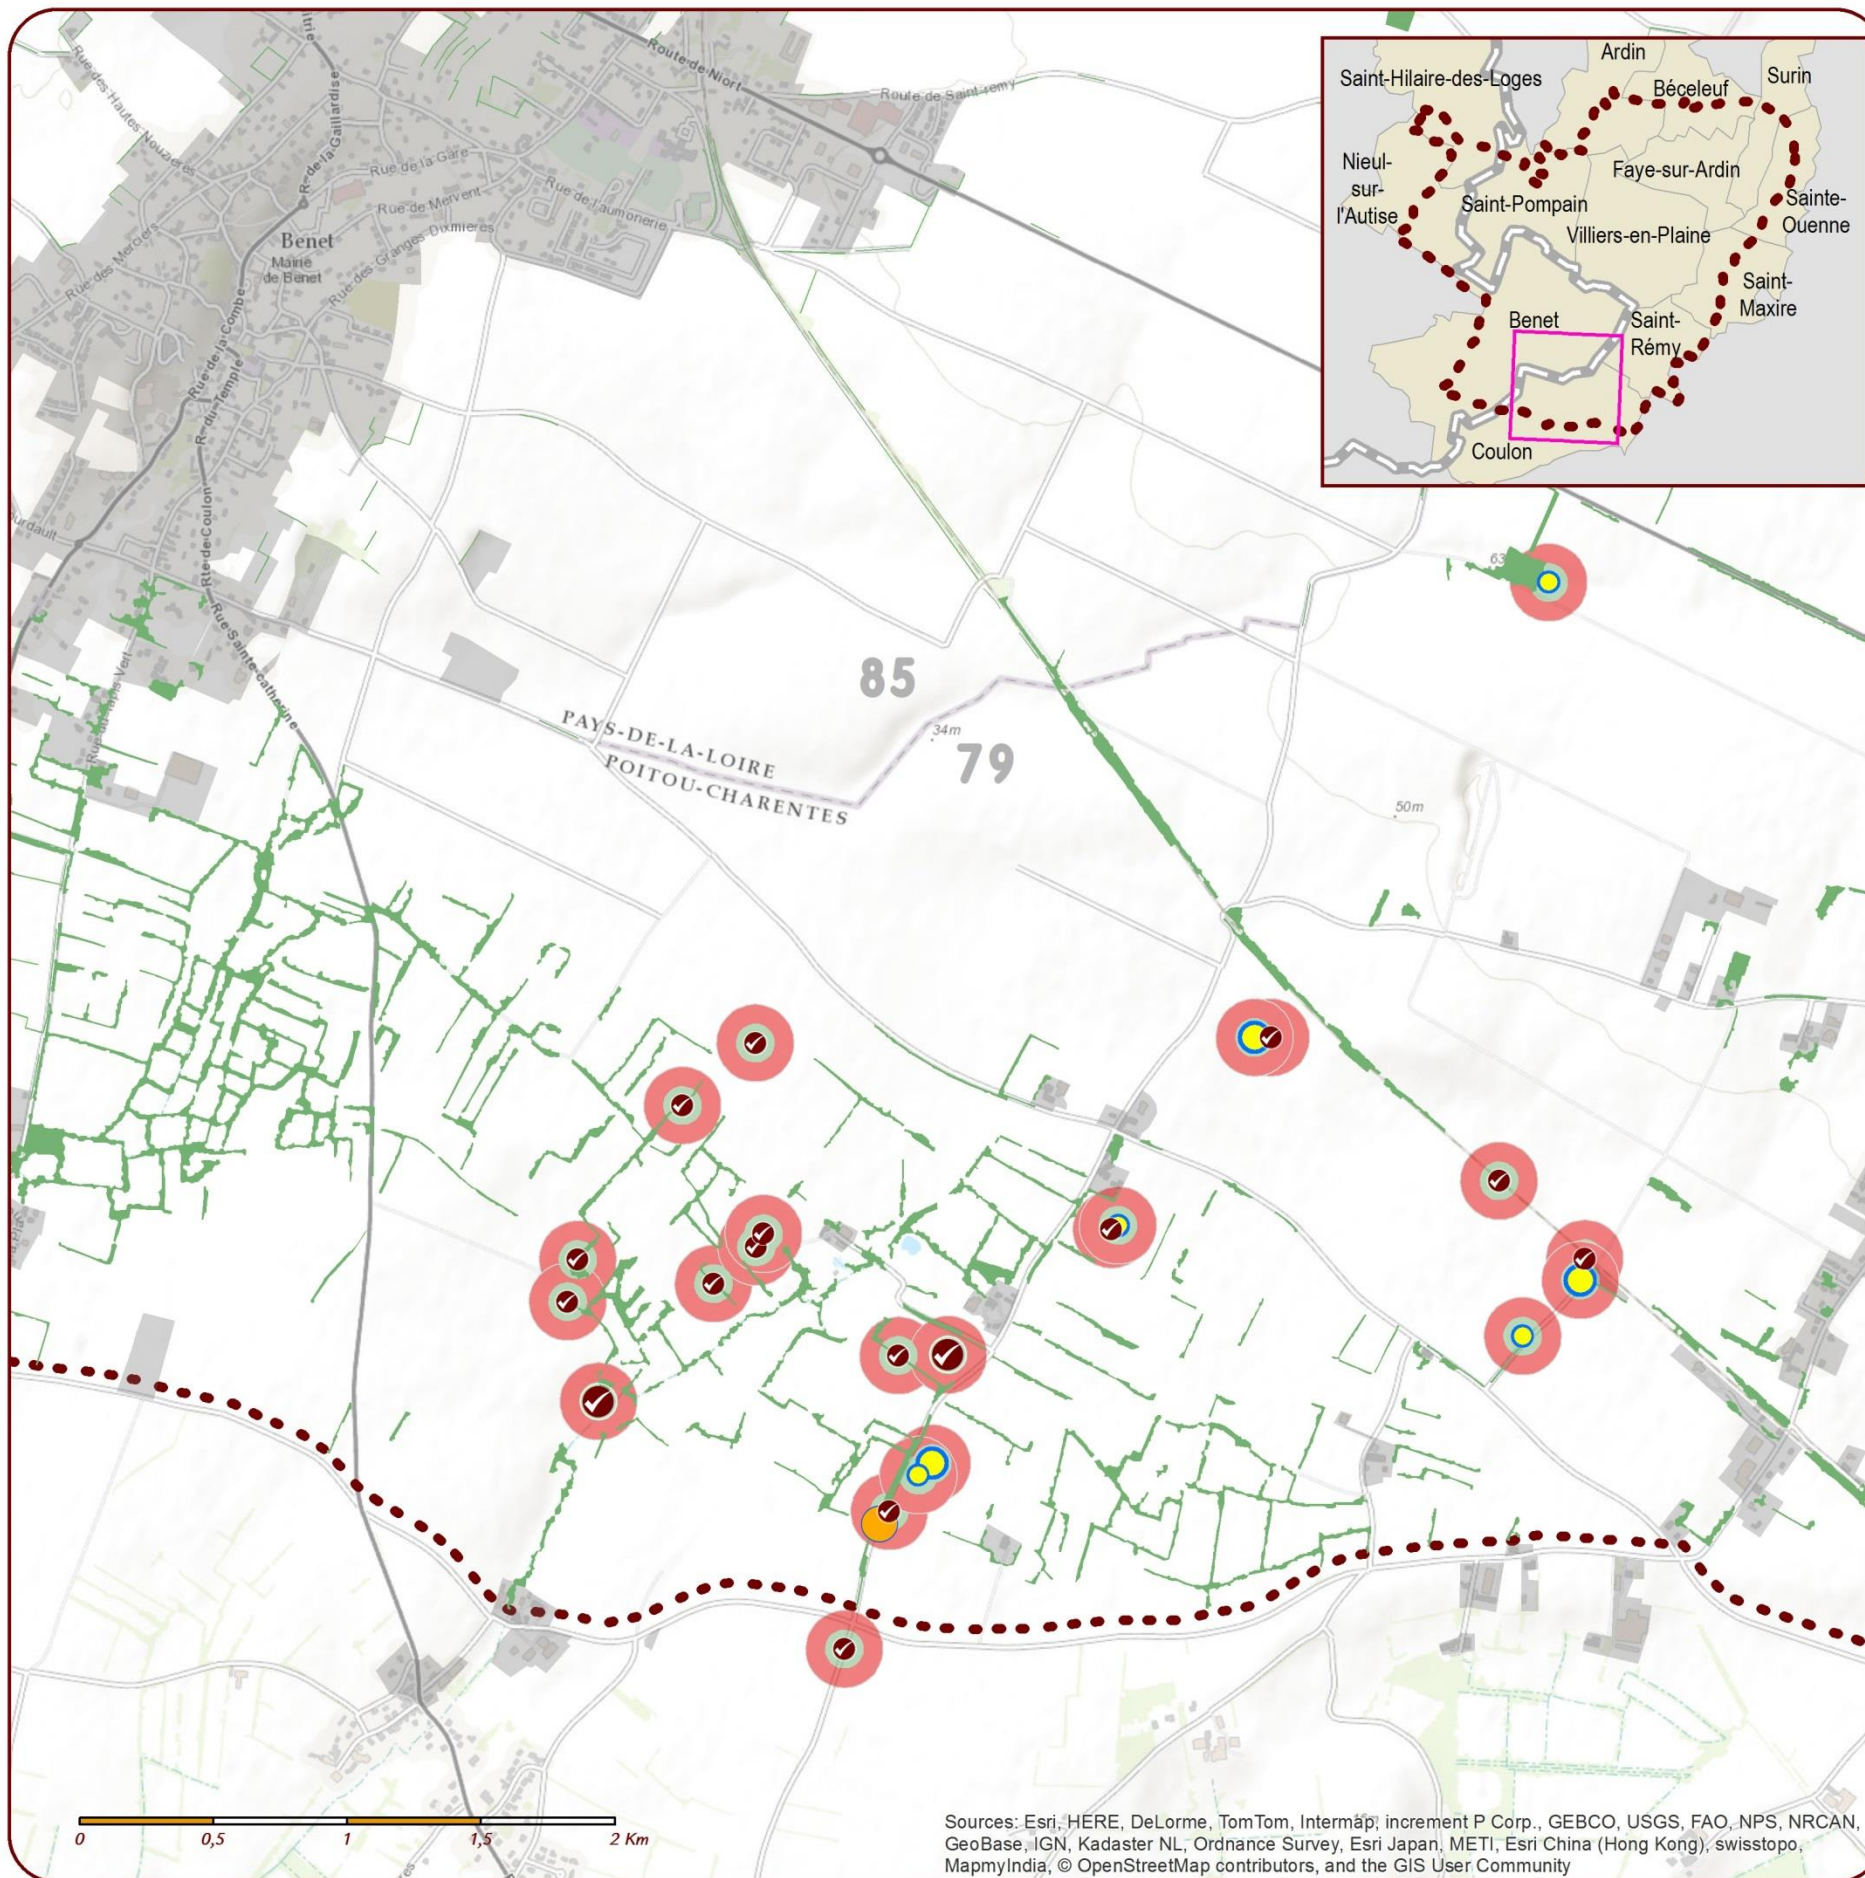 Route de Niort
Route de Saint-remy
Rue des Hautes Nouzieres
R. de la Gaillardise
Rue de la Gare
Rue de Mervent
Rue de l'aumonerie
Rue des Granges Dixmieres
Rue des Merciers
Benet
Mairie
de Benet
Rue de la Combe
R. du Temple
Rte de Coulon
Rue Sainte-catherine
85
79
34m
PAYS-DE-LA-LOIRE
POITOU-CHARENTES
50m
63
Ardin
Saint-Hilaire-des-Loges
Béceleuf
Surin
Nieul-
sur-
l'Autise
Faye-sur-Ardin
Saint-Pompain
Sainte-
Ouenne
Villiers-en-Plaine
Saint-
Maxire
Benet
Saint-
Rémy
Coulon
0
0,5
1
1,5
2 Km
Sources: Esri, HERE, DeLorme, TomTom, Intermap, increment P Corp., GEBCO, USGS, FAO, NPS, NRCAN,
GeoBase, IGN, Kadaster NL, Ordnance Survey, Esri Japan, METI, Esri China (Hong Kong), swisstopo,
MapmyIndia, © OpenStreetMap contributors, and the GIS User Community